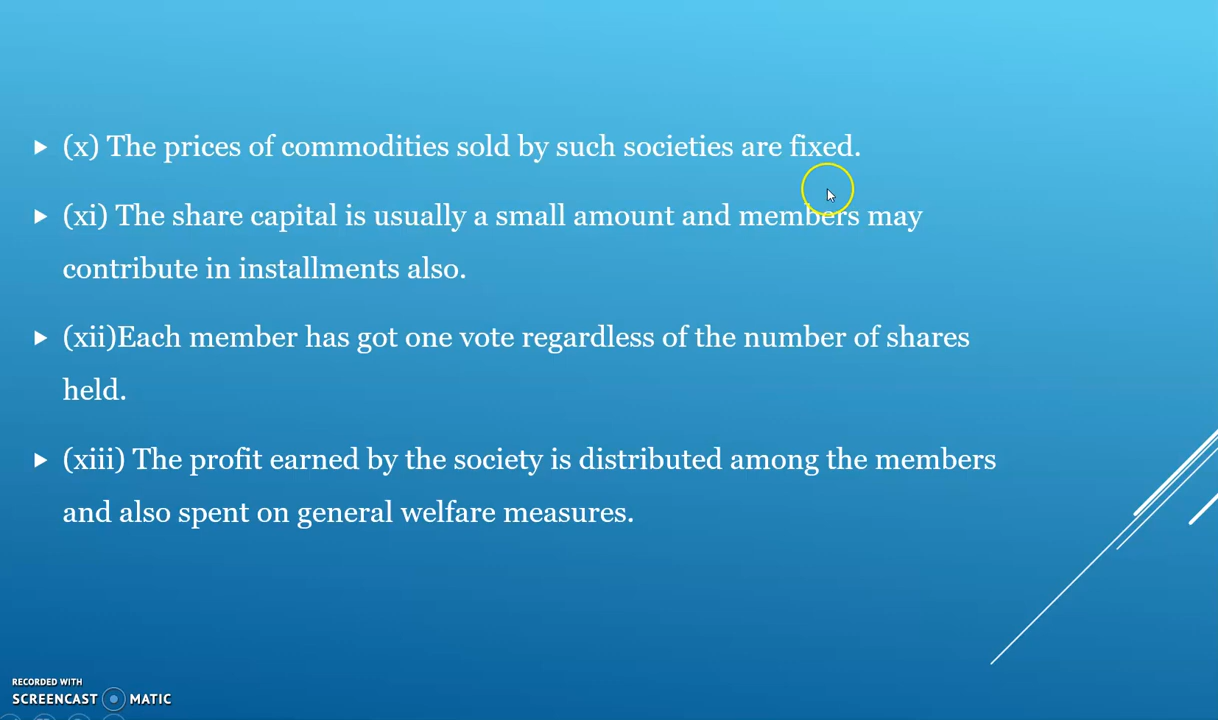 (x) The prices of commodities sold by such societies are fixed.
(xi) The share capital is usually a small amount and members may
contribute in installments also.
(xii)Each member has got one vote regardless of the number of shares
held.
(xiii) The profit earned by the society is distributed among the members
and also spent on general welfare measures.
RECORDED WITH
SCREENCAST MATIC